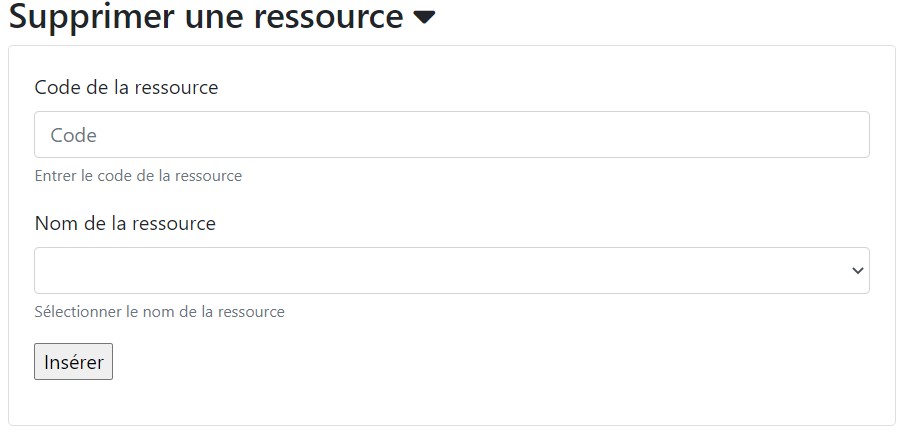 Supprimer une ressource
Code de la ressource
Code
Entrer le code de la ressource
Nom de la ressource
Sélectionner le nom de la ressource
Insérer